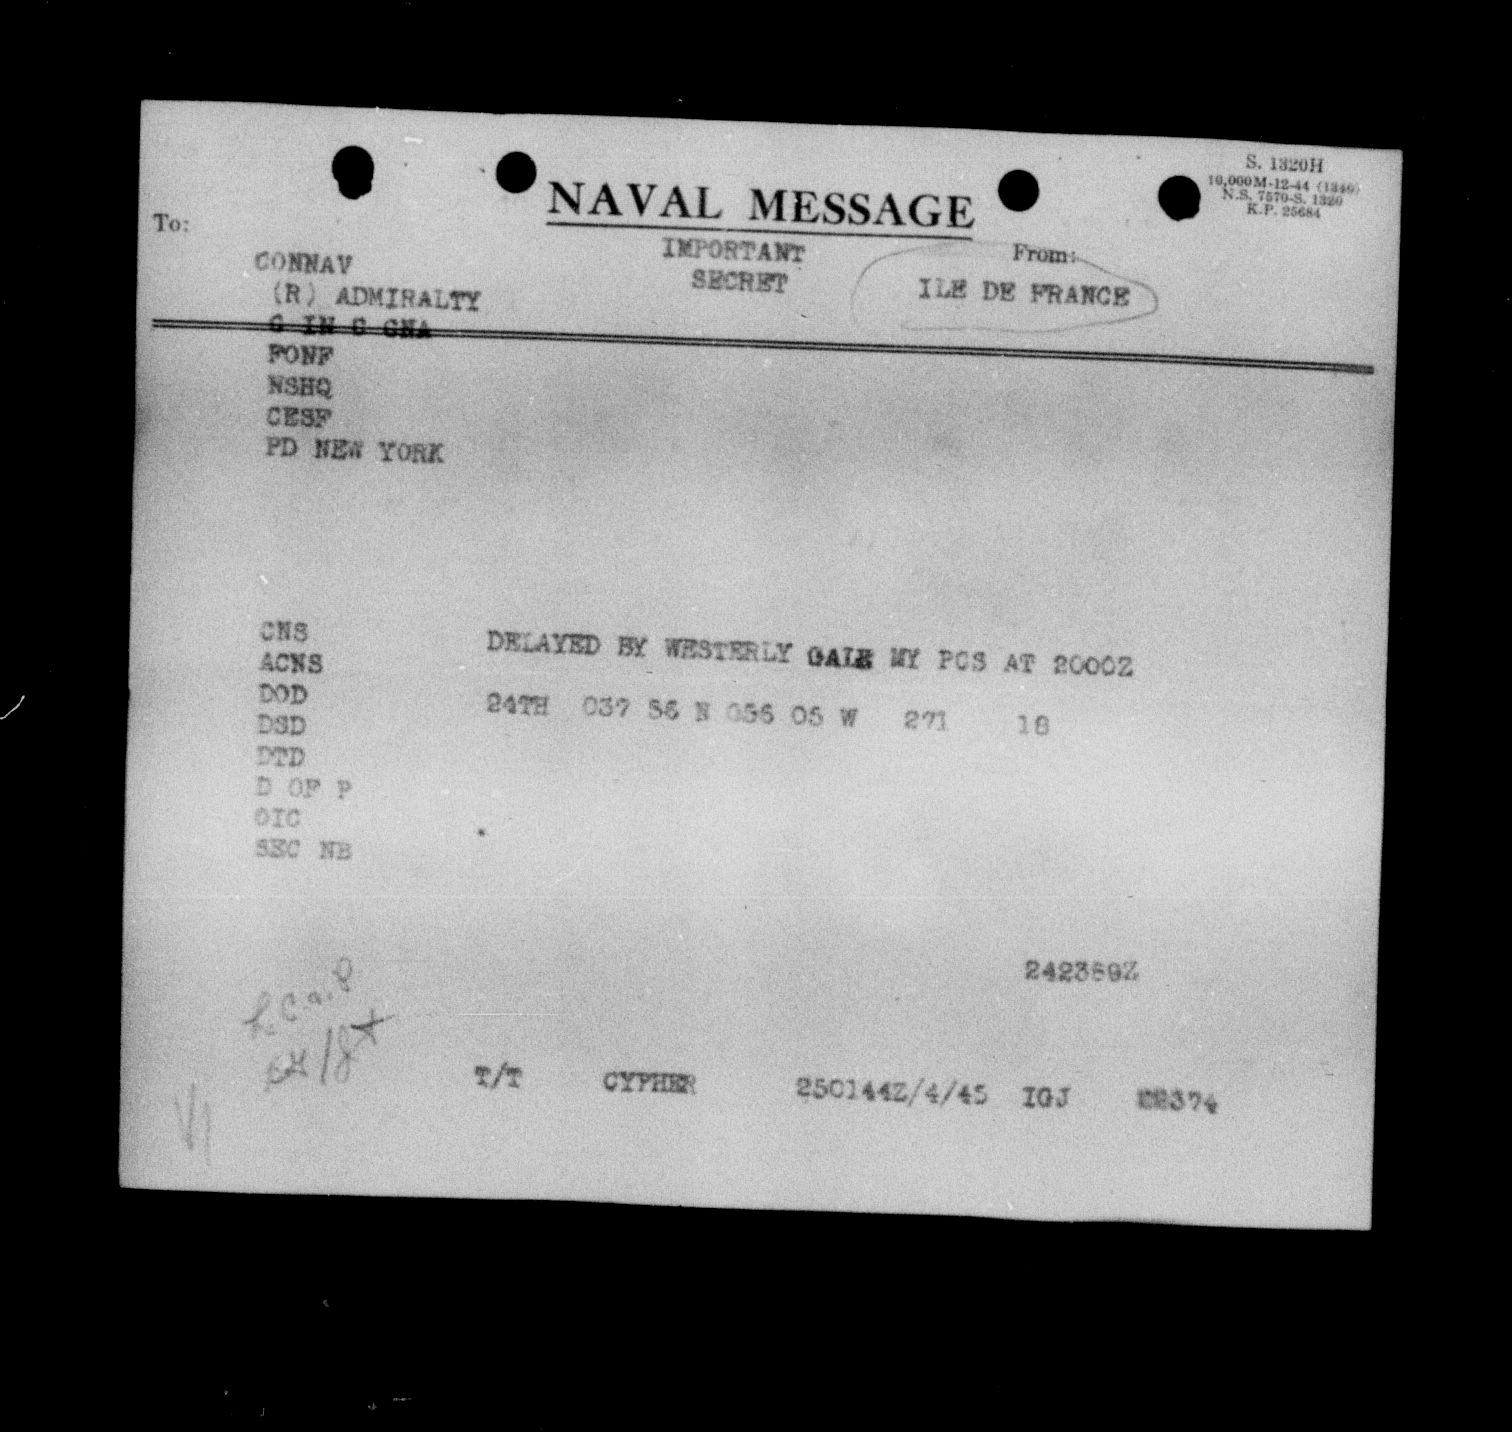 S. 1320H
10,000M-12-44 (1340)
N.S. 7570-S. 1320
K.P. 25684
NAVAL MESSAGE
To:
IMPORTANT
From:
CONNAV
SECRET
ILE DE FRANCE
(R) ADMIRALTY
C IN C CNA
FONF
NSHQ
CESF
PD NEW YORK
CNS
DELAYED BY WESTERLY GALE MY PCS AT 2000Z
ACNS
DOD
24TH 037 56 N 056 05 W 271 18
DSD
DTD
D OF P
OIC
SEC NB
242359Z
T/T CYPHER 250144Z/4/45 IGJ